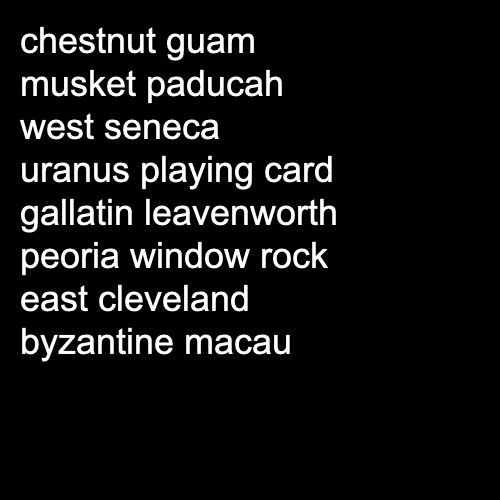 chestnut guam
musket paducah
west seneca
uranus playing card
gallatin leavenworth
peoria window rock
east cleveland
byzantine macau